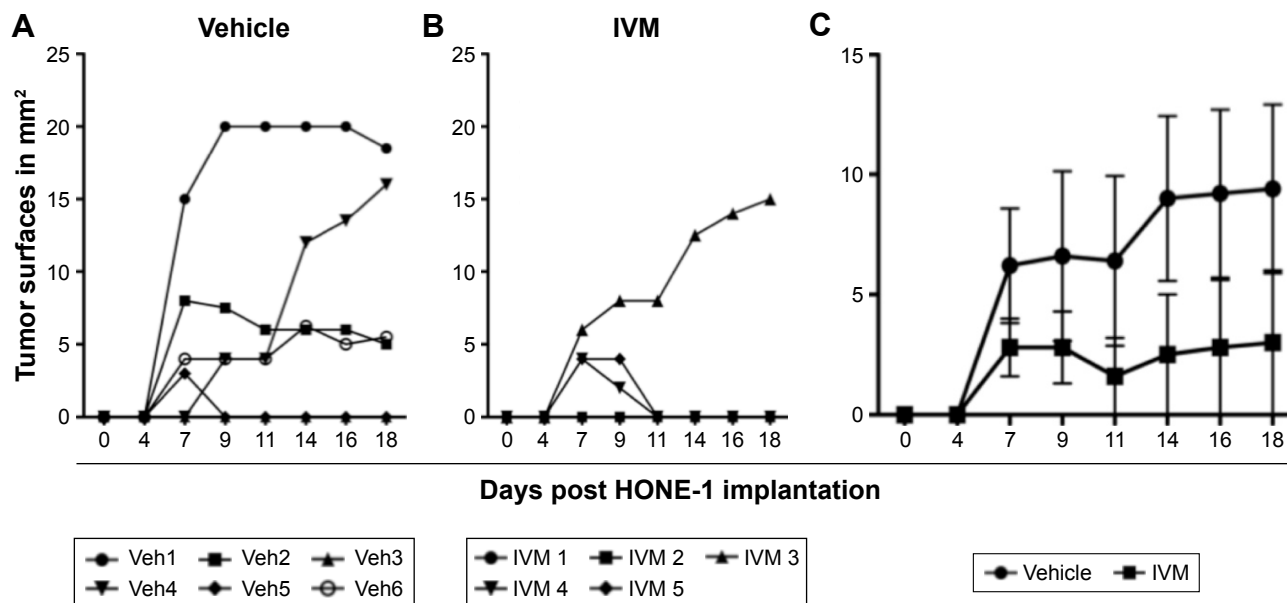 A Vehicle
B IVM
C
Tumor surfaces in mm²
25
20
15
10
5
0
0 4 7 9 11 14 16 18
25
20
15
10
5
0
0 4 7 9 11 14 16 18
15
10
5
0
0 4 7 9 11 14 16 18
Days post HONE-1 implantation
Veh1 Veh2 Veh3
Veh4 Veh5 Veh6
IVM 1 IVM 2 IVM 3
IVM 4 IVM 5
Vehicle IVM